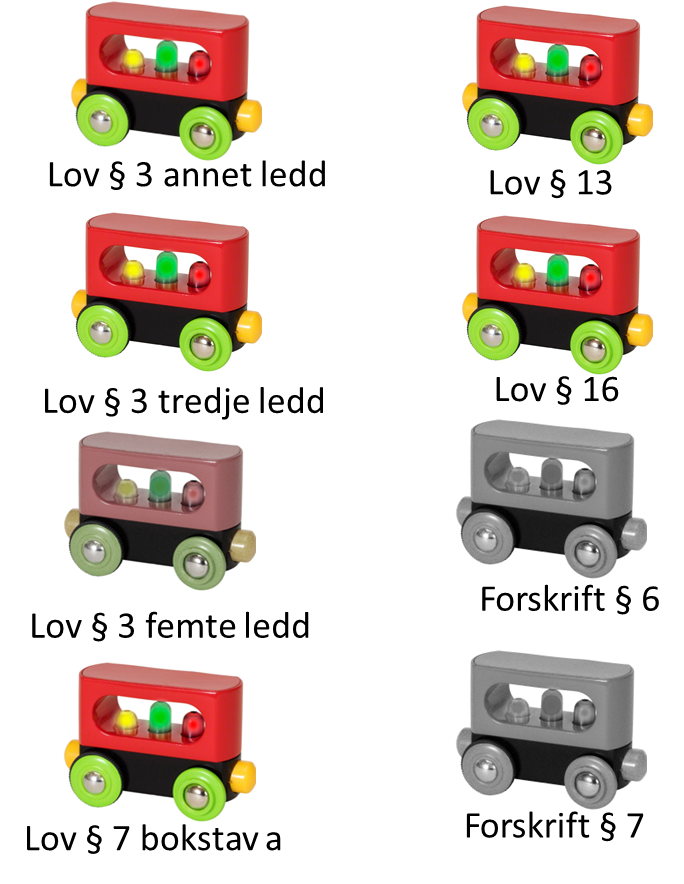 Lov § 3 annet ledd
Lov § 13
Lov § 3 tredje ledd
Lov § 16
Lov § 3 femte ledd
Forskrift § 6
Lov § 7 bokstav a
Forskrift § 7